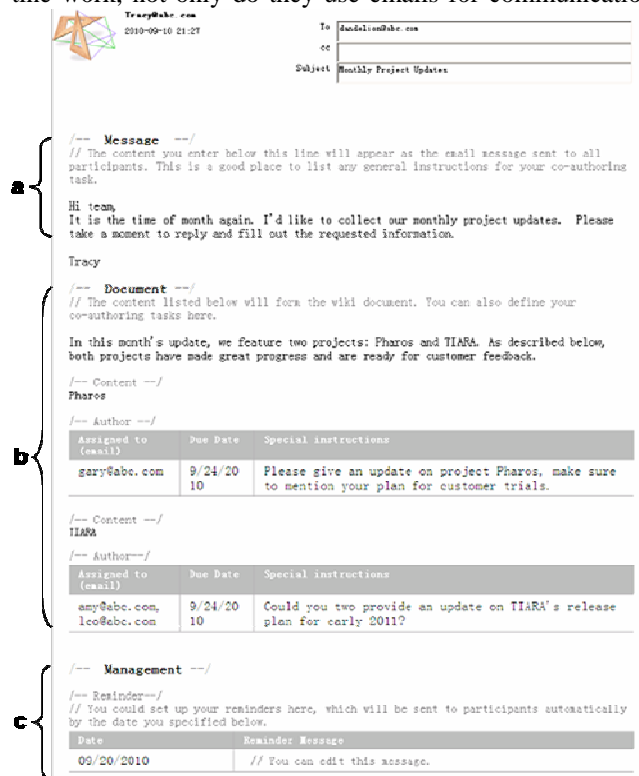 me work, not only do they use emails for communication
Tracy@abc.com
2010-09-10 21:27
To dandelion@abc.com
cc
Subject Monthly Project Updates
/-- Message --/
// The content you enter below this line will appear as the email message sent to all
participants. This is a good place to list any general instructions for your co-authoring
task.
Hi team,
It is the time of month again. I'd like to collect our monthly project updates. Please
take a moment to reply and fill out the requested information.
Tracy
a
/-- Document --/
// The content listed below will form the wiki document. You can also define your
co-authoring tasks here.
In this month's update, we feature two projects: Pharos and TIARA. As described below,
both projects have made great progress and are ready for customer feedback.
/-- Content --/
Pharos
/-- Author --/
Assigned to (email) Due Date Special instructions
gary@abc.com 9/24/20 Please give an update on project Pharos, make sure
10 to mention your plan for customer trials.
b
/-- Content --/
TIARA
/-- Author--/
Assigned to (email) Due Date Special instructions
amy@abc.com, 9/24/20 Could you two provide an update on TIARA's release
leo@abc.com 10 plan for early 2011?
/-- Management --/
/-- Reminder--/
// You could set up your reminders here, which will be sent to participants automatically
by the date you specified below.
c
Date Reminder Message
09/20/2010 // You can edit this message.